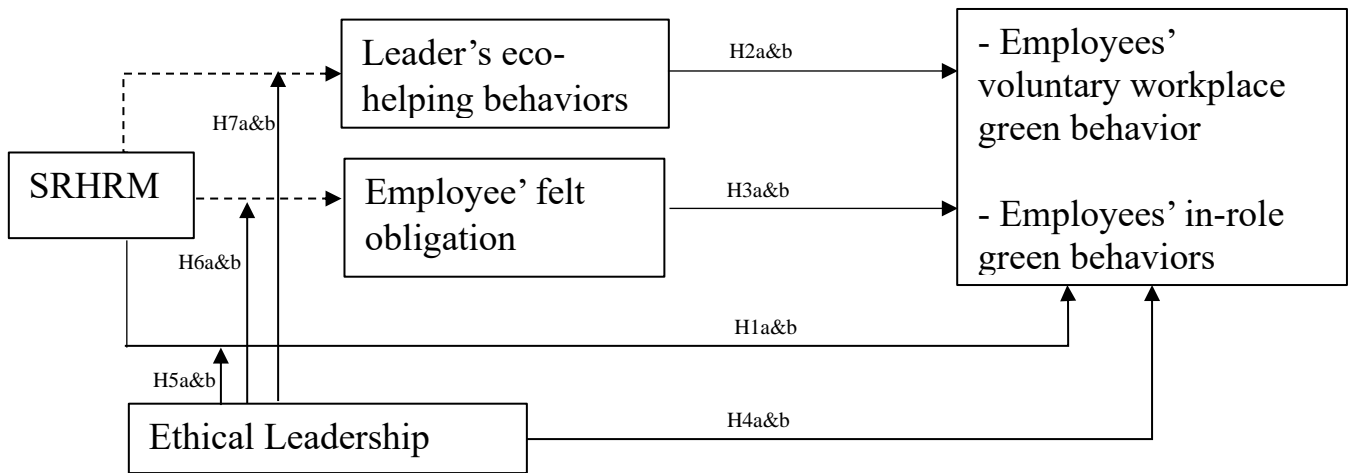 Leader's eco-
helping behaviors
H2a&b
- Employees'
voluntary workplace
green behavior
H7a&b
SRHRM
Employee' felt
obligation
H3a&b
- Employees' in-role
green behaviors
H6a&b
H1a&b
H5a&b
Ethical Leadership
H4a&b